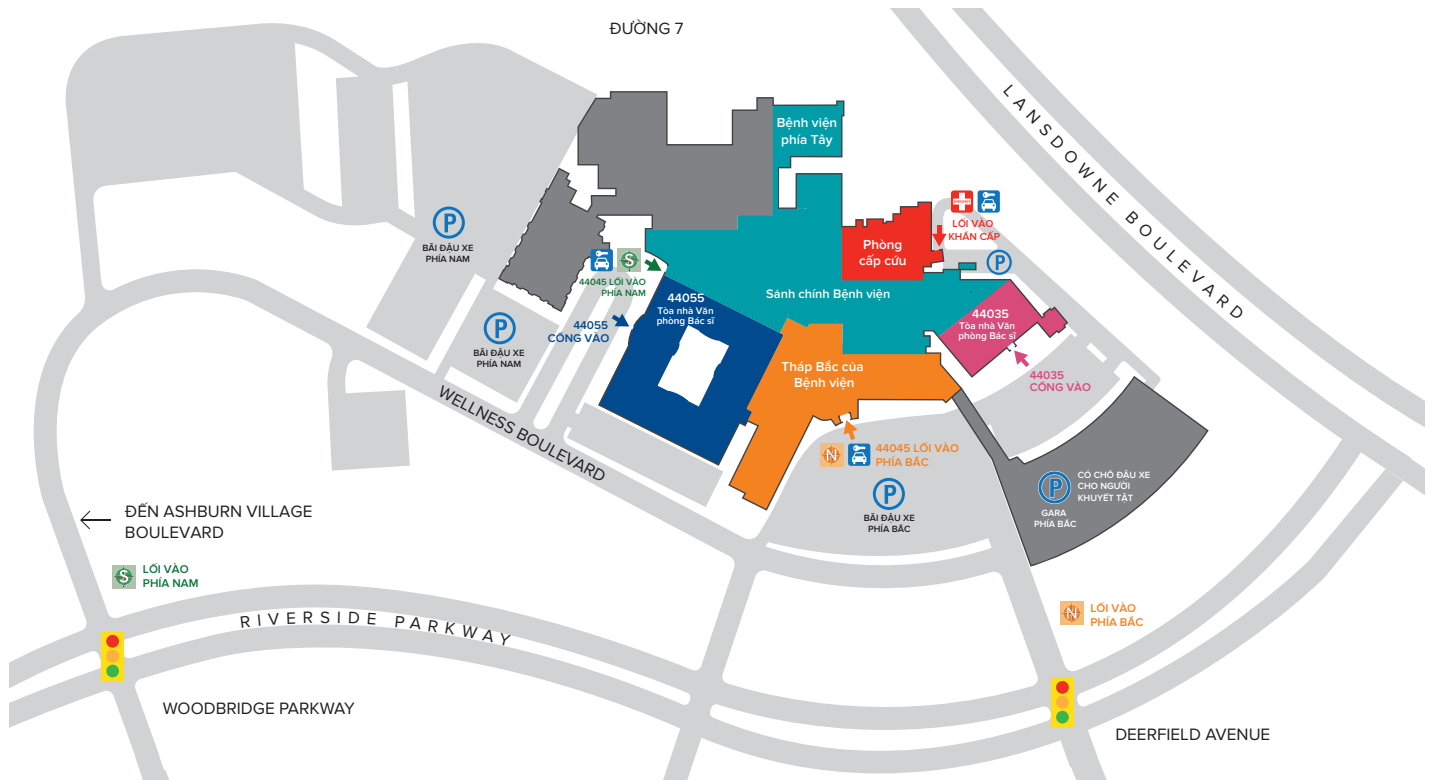 ĐƯỜNG 7
LANSDOWNE BOULEVARD
Bệnh viện
phía Tây
P
BÃI ĐẬU XE
PHÍA NAM
LỐI VÀO
KHẨN CẤP
Phòng
cấp cứu
P
S
44045 LỐI VÀO
PHÍA NAM
44055
Tòa nhà Văn
phòng Bác sĩ
Sảnh chính Bệnh viện
44035
Tòa nhà Văn
phòng Bác sĩ
P
BÃI ĐẬU XE
PHÍA NAM
44055
CỔNG VÀO
Tháp Bắc của
Bệnh viện
44035
CỔNG VÀO
WELLNESS BOULEVARD
N
44045 LỐI VÀO
PHÍA BẮC
P
BÃI ĐẬU XE
PHÍA BẮC
P
GARA
PHÍA BẮC
CÓ CHỖ ĐẬU XE
CHO NGƯỜI
KHUYẾT TẬT
ĐẾN ASHBURN VILLAGE
BOULEVARD
S
LỐI VÀO
PHÍA NAM
N
LỐI VÀO
PHÍA BẮC
RIVERSIDE PARKWAY
WOODBRIDGE PARKWAY
DEERFIELD AVENUE